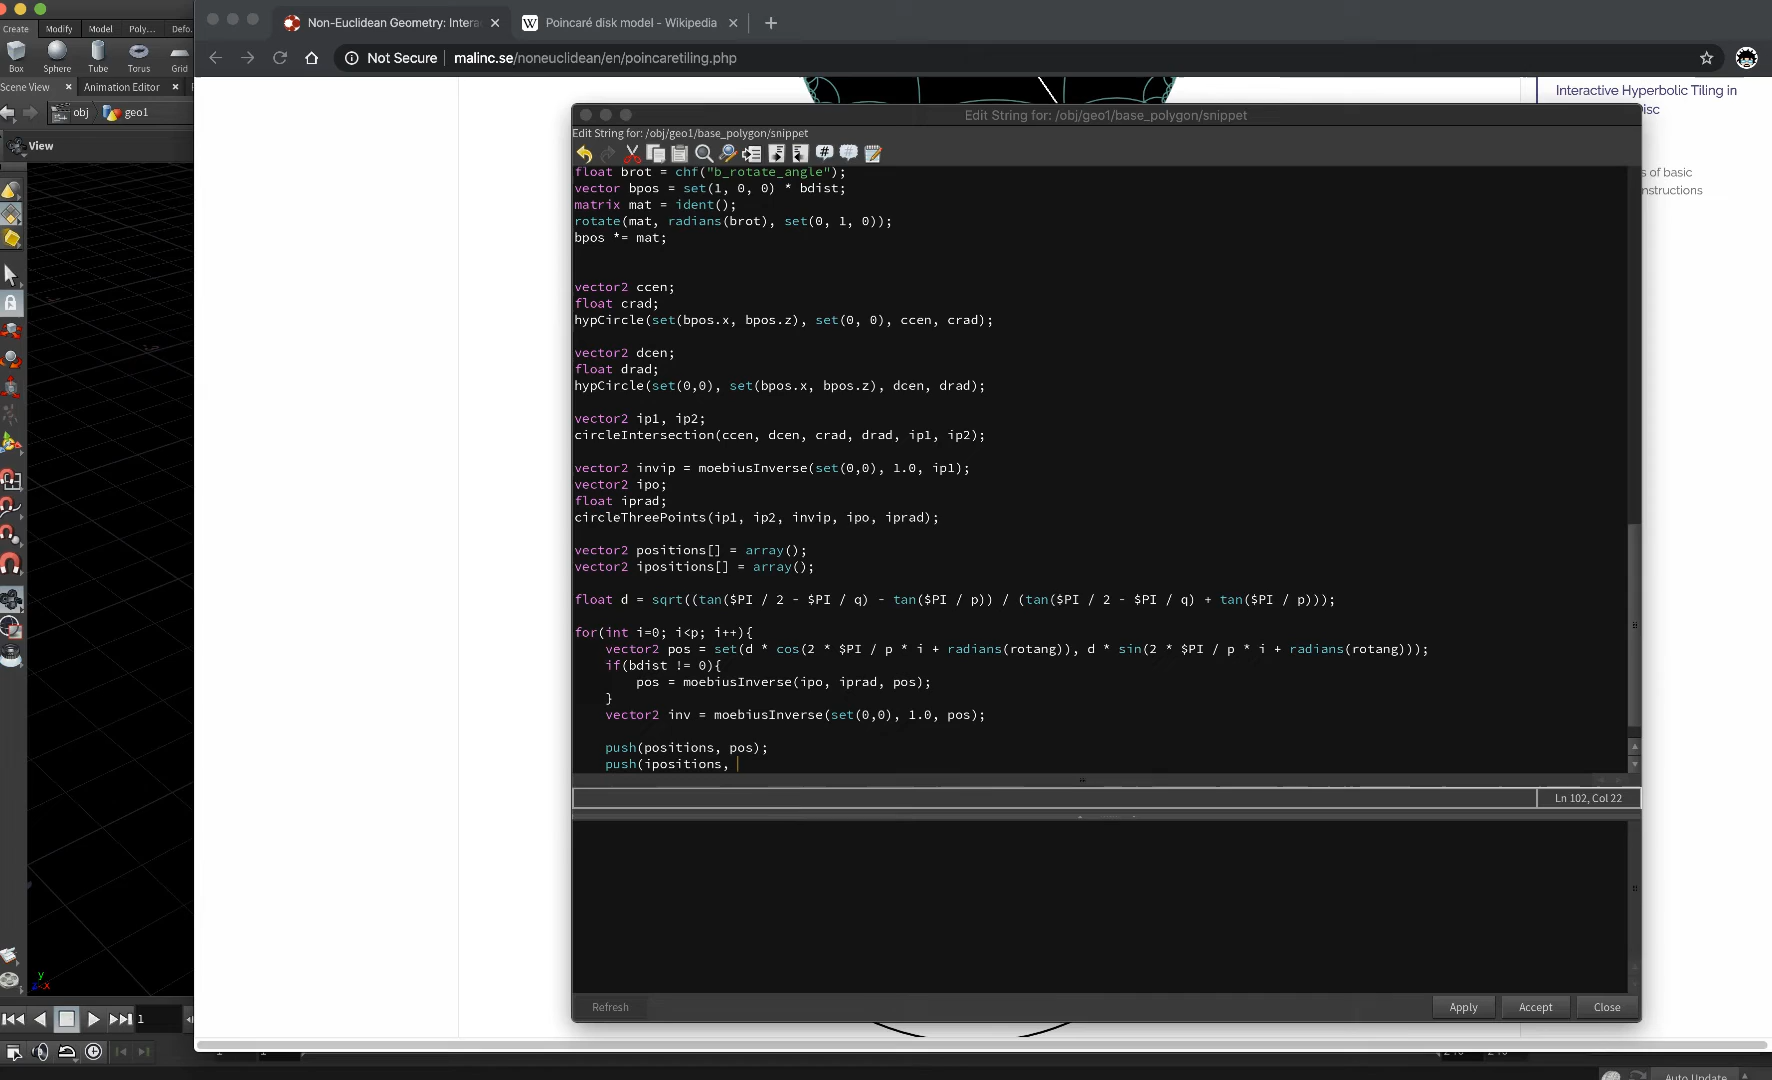 Create Modify Model Poly... Defo.
Box Sphere Tube Torus Grid
Scene View × Animation Editor ×
obj geo1
View
Non-Euclidean Geometry: Intera × Poincaré disk model - Wikipedia × +
Not Secure malinc.se/noneuclidean/en/poincaretiling.php
Interactive Hyperbolic Tiling in
isc
s of basic
nstructions
Edit String for: /obj/geo1/base_polygon/snippet
Edit String for: /obj/geo1/base_polygon/snippet
float brot = chf("b_rotate_angle");
vector bpos = set(1, 0, 0) * bdist;
matrix mat = ident();
rotate(mat, radians(brot), set(0, 1, 0));
bpos *= mat;
vector2 ccen;
float crad;
hypCircle(set(bpos.x, bpos.z), set(0, 0), ccen, crad);
vector2 dcen;
float drad;
hypCircle(set(0,0), set(bpos.x, bpos.z), dcen, drad);
vector2 ip1, ip2;
circleIntersection(ccen, dcen, crad, drad, ip1, ip2);
vector2 invip = moebiusInverse(set(0,0), 1.0, ip1);
vector2 ipo;
float iprad;
circleThreePoints(ip1, ip2, invip, ipo, iprad);
vector2 positions[] = array();
vector2 ipositions[] = array();
float d = sqrt((tan($PI / 2 - $PI / q) - tan($PI / p)) / (tan($PI / 2 - $PI / q) + tan($PI / p)));
for(int i=0; i<p; i++){
vector2 pos = set(d * cos(2 * $PI / p * i + radians(rotang)), d * sin(2 * $PI / p * i + radians(rotang)));
if(bdist != 0){
pos = moebiusInverse(ipo, iprad, pos);
}
vector2 inv = moebiusInverse(set(0,0), 1.0, pos);
push(positions, pos);
push(ipositions,
Ln 102, Col 22
Refresh Apply Accept Close
y
z x
1
Auto Update